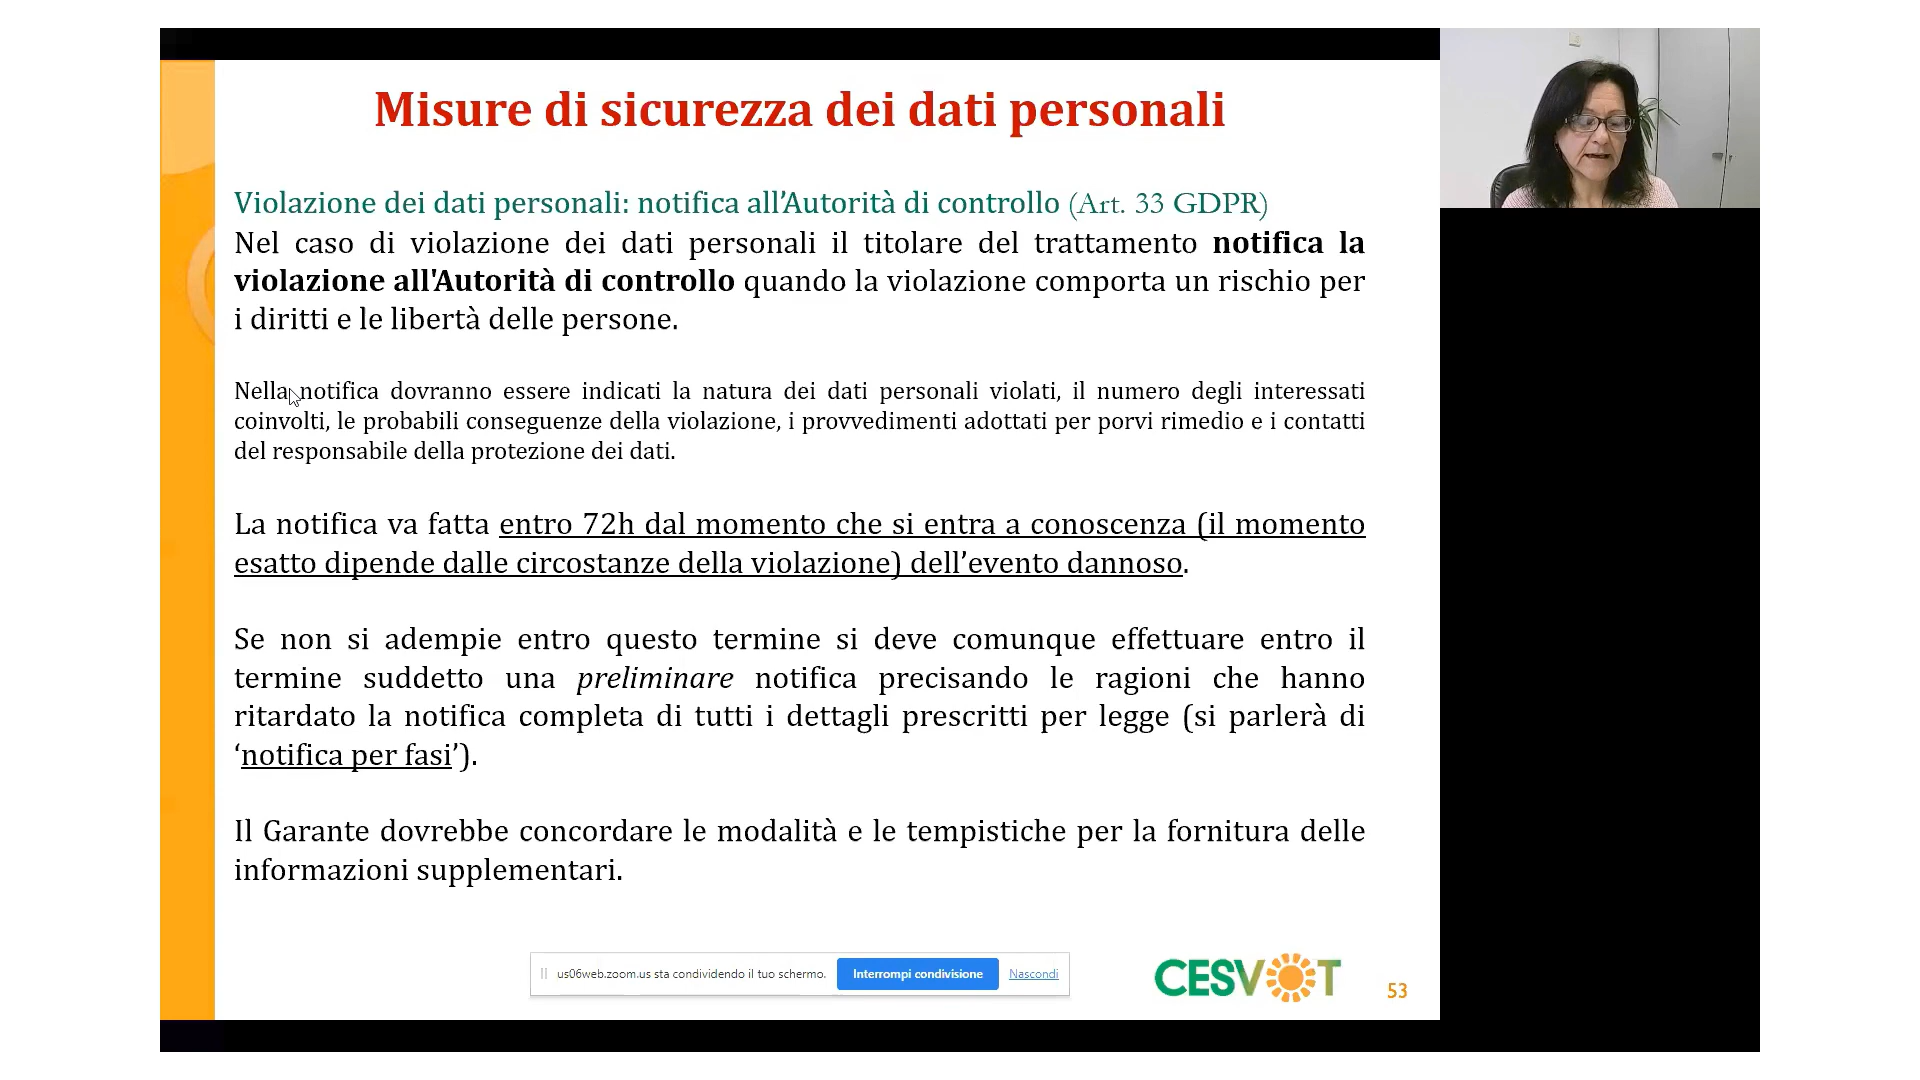 Misure di sicurezza dei dati personali
Violazione dei dati personali: notifica all’Autorità di controllo (Art. 33 GDPR)
Nel caso di violazione dei dati personali il titolare del trattamento notifica la
violazione all'Autorità di controllo quando la violazione comporta un rischio per
i diritti e le libertà delle persone.
Nella notifica dovranno essere indicati la natura dei dati personali violati, il numero degli interessati
coinvolti, le probabili conseguenze della violazione, i provvedimenti adottati per porvi rimedio e i contatti
del responsabile della protezione dei dati.
La notifica va fatta entro 72h dal momento che si entra a conoscenza (il momento
esatto dipende dalle circostanze della violazione) dell’evento dannoso.
Se non si adempie entro questo termine si deve comunque effettuare entro il
termine suddetto una preliminare notifica precisando le ragioni che hanno
ritardato la notifica completa di tutti i dettagli prescritti per legge (si parlerà di
‘notifica per fasi’).
Il Garante dovrebbe concordare le modalità e le tempistiche per la fornitura delle
informazioni supplementari.
us06web.zoom.us sta condividendo il tuo schermo. Interrompi condivisione Nascondi
CESVOT
53